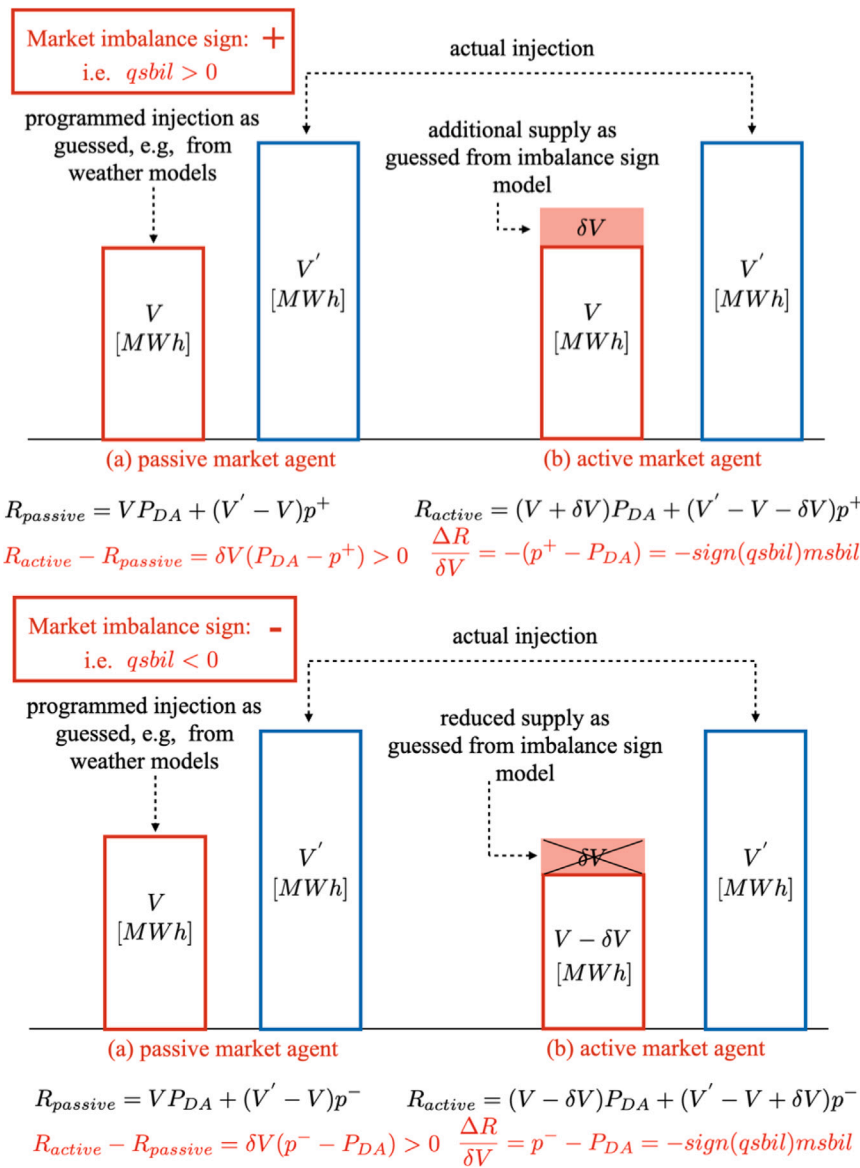 Market imbalance sign: +
i.e. qsbil > 0
actual injection
programmed injection as
guessed, e.g, from
weather models
additional supply as
guessed from imbalance sign
model
δV
V
[MWh]
V′
[MWh]
V
[MWh]
V′
[MWh]
(a) passive market agent
(b) active market agent
R_passive = VP_DA + (V′ − V)p⁺
R_active = (V + δV)P_DA + (V′ − V − δV)p⁺
R_active − R_passive = δV(P_DA − p⁺) > 0
ΔR/δV = −(p⁺ − P_DA) = −sign(qsbil)msbil
Market imbalance sign: -
i.e. qsbil < 0
actual injection
programmed injection as
guessed, e.g, from
weather models
reduced supply as
guessed from imbalance sign
model
δV
V
[MWh]
V′
[MWh]
V − δV
[MWh]
V′
[MWh]
(a) passive market agent
(b) active market agent
R_passive = VP_DA + (V′ − V)p⁻
R_active = (V − δV)P_DA + (V′ − V + δV)p⁻
R_active − R_passive = δV(p⁻ − P_DA) > 0
ΔR/δV = p⁻ − P_DA = −sign(qsbil)msbil